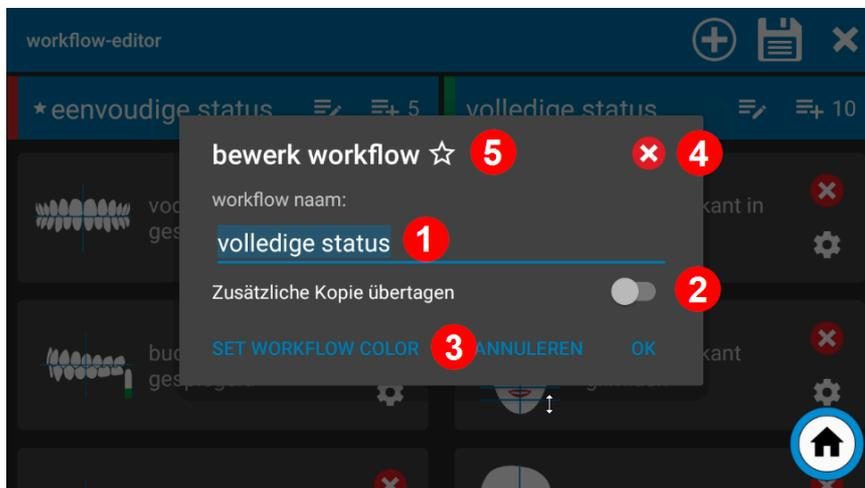 workflow-editor
eenvoudige status 5
volledige status 10
bewerk workflow 5
4
workflow naam:
volledige status 1
Zusätzliche Kopie übertagen 2
SET WORKFLOW COLOR 3 ANNULEREN OK
kant in
kant